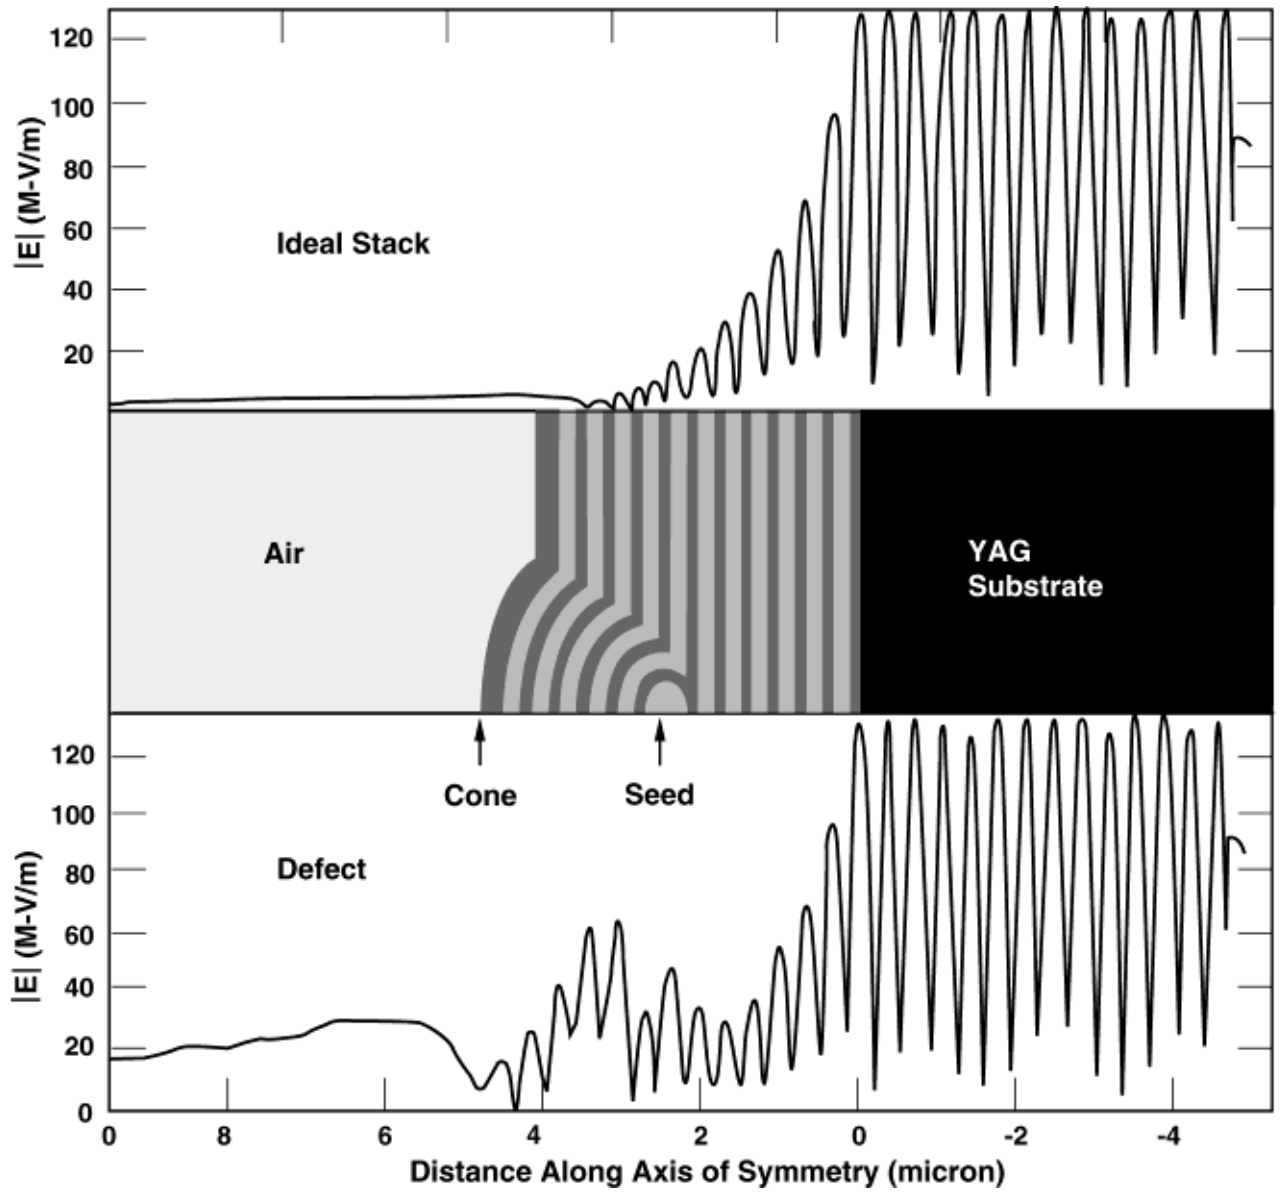 120
100
80
60
40
20
|E| (M-V/m)
Ideal Stack
Air
YAG
Substrate
Cone
Seed
120
100
80
60
40
20
0
|E| (M-V/m)
Defect
0 8 6 4 2 0 -2 -4
Distance Along Axis of Symmetry (micron)